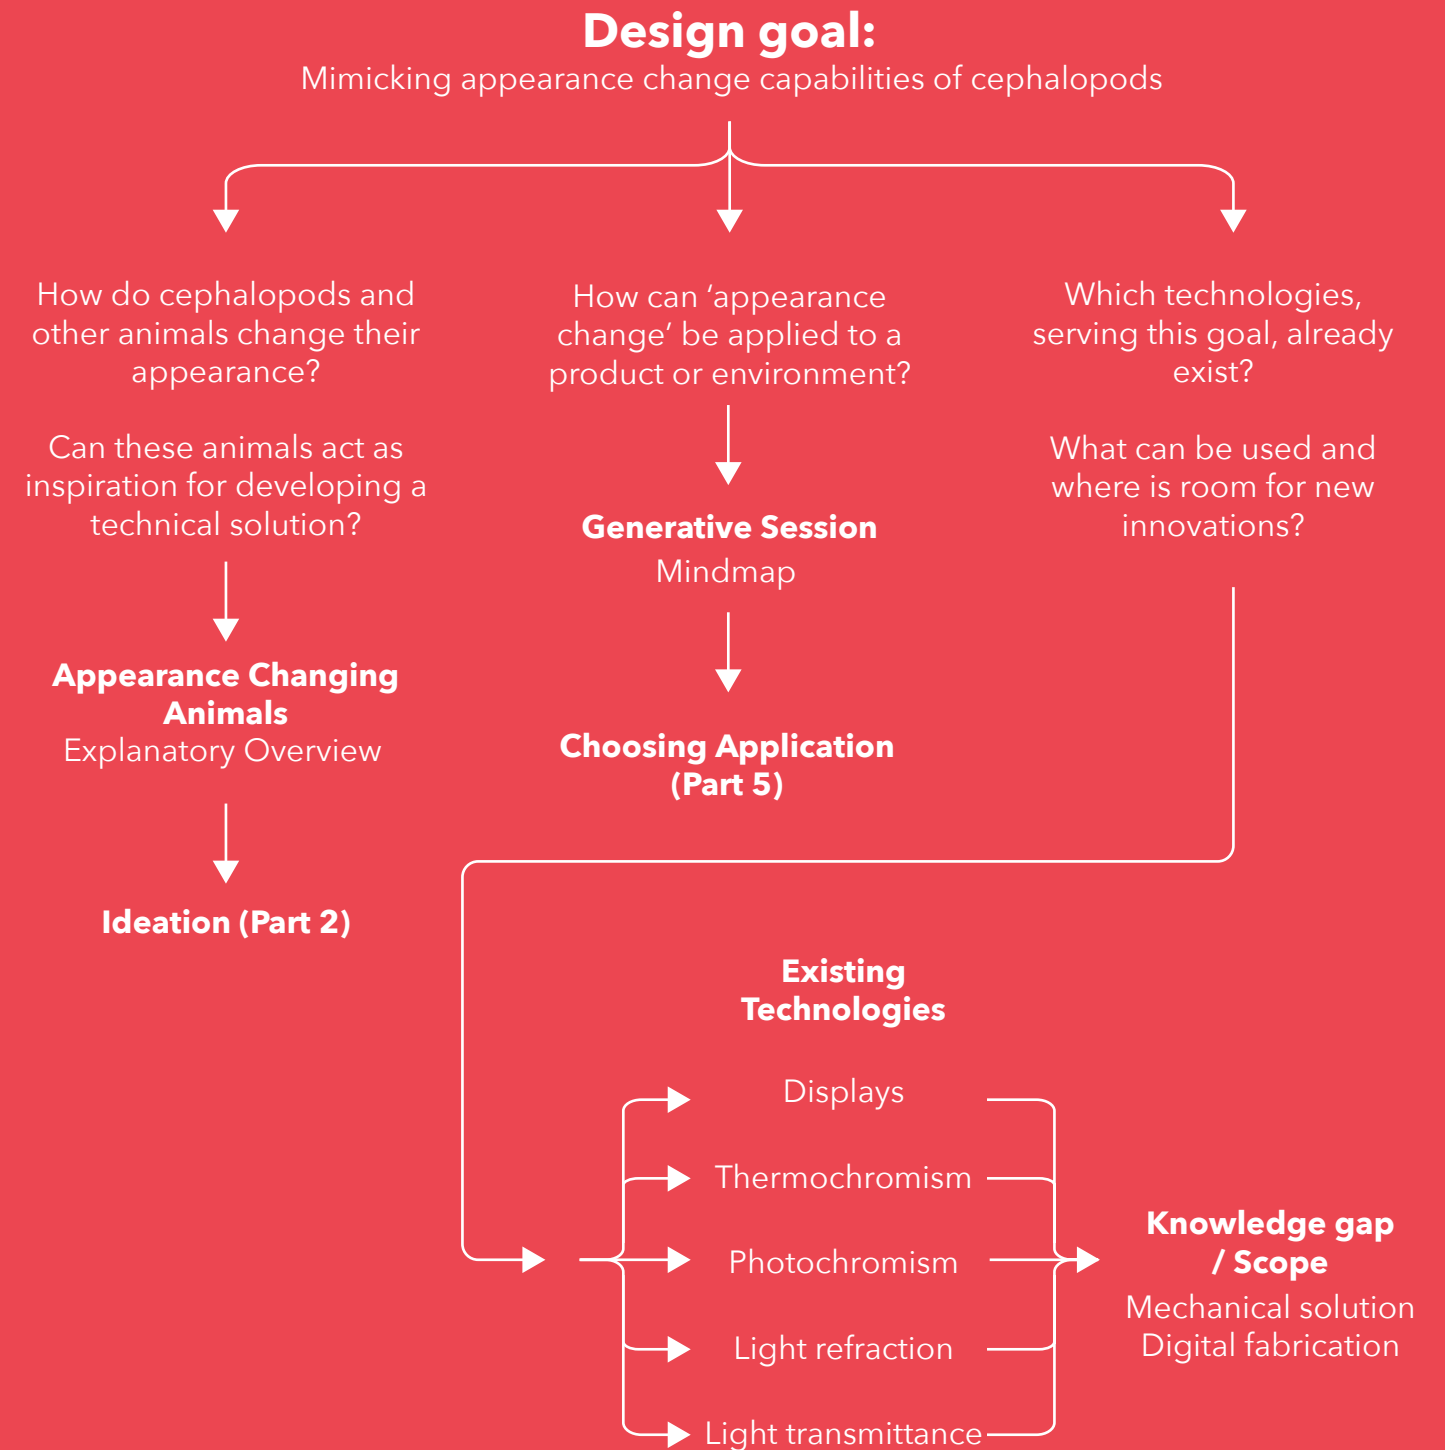 Design goal:
Mimicking appearance change capabilities of cephalopods
How do cephalopods and
other animals change their
appearance?
Can these animals act as
inspiration for developing a
technical solution?
Appearance Changing
Animals
Explanatory Overview
Ideation (Part 2)
How can ‘appearance
change’ be applied to a
product or environment?
Generative Session
Mindmap
Choosing Application
(Part 5)
Which technologies,
serving this goal, already
exist?
What can be used and
where is room for new
innovations?
Existing
Technologies
Displays
Thermochromism
Photochromism
Light refraction
Light transmittance
Knowledge gap
/ Scope
Mechanical solution
Digital fabrication